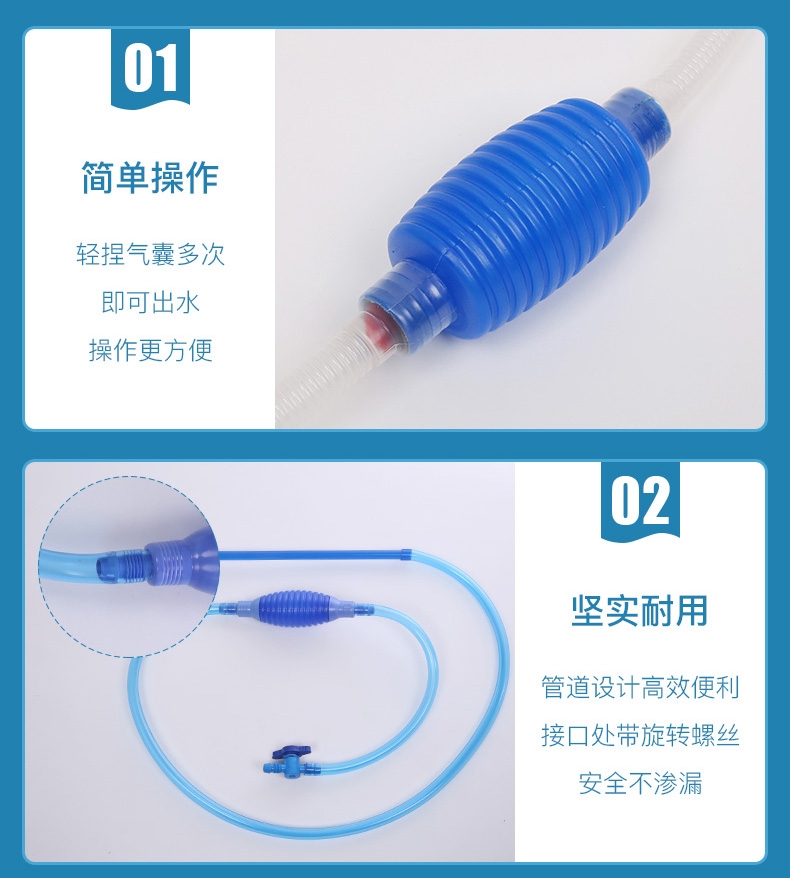 01
简单操作
轻捏气囊多次
即可出水
操作更方便
02
坚实耐用
管道设计高效便利
接口处带旋转螺丝
安全不渗漏